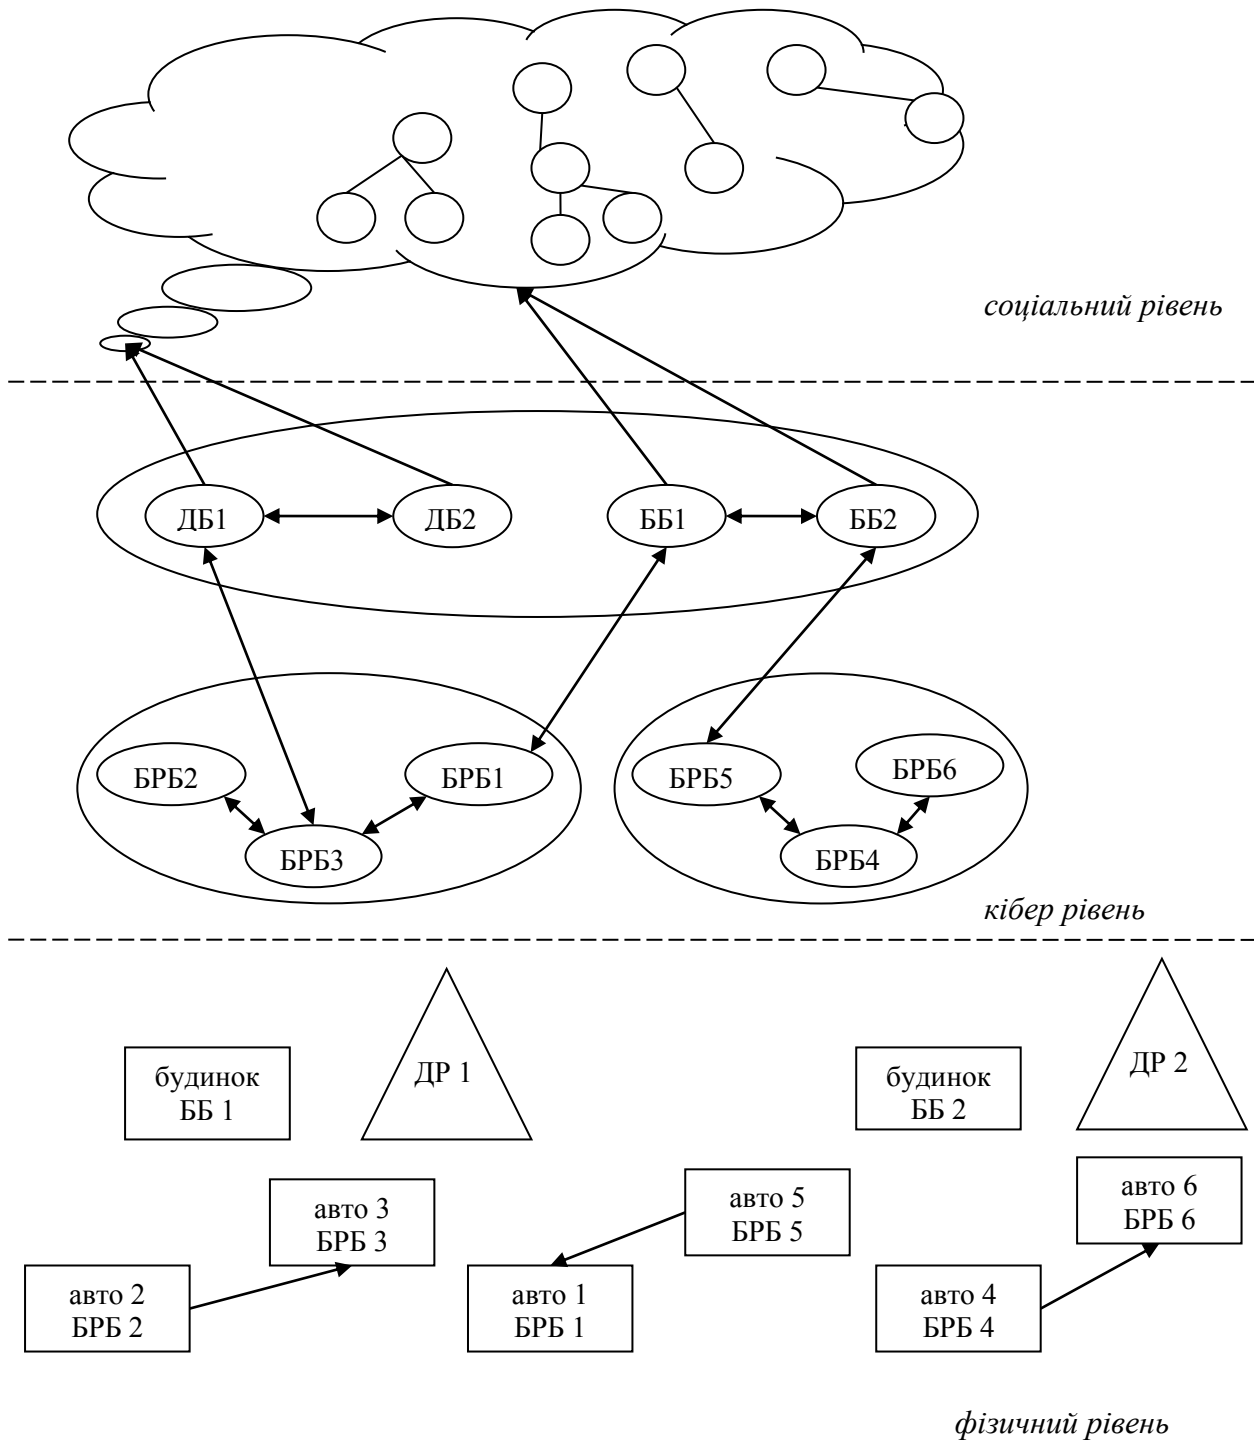 соціальний рівень
ДБ1
ДБ2
ББ1
ББ2
БРБ2
БРБ1
БРБ3
БРБ5
БРБ6
БРБ4
кібер рівень
будинок
ББ 1
ДР 1
будинок
ББ 2
ДР 2
авто 3
БРБ 3
авто 5
БРБ 5
авто 6
БРБ 6
авто 2
БРБ 2
авто 1
БРБ 1
авто 4
БРБ 4
фізичний рівень